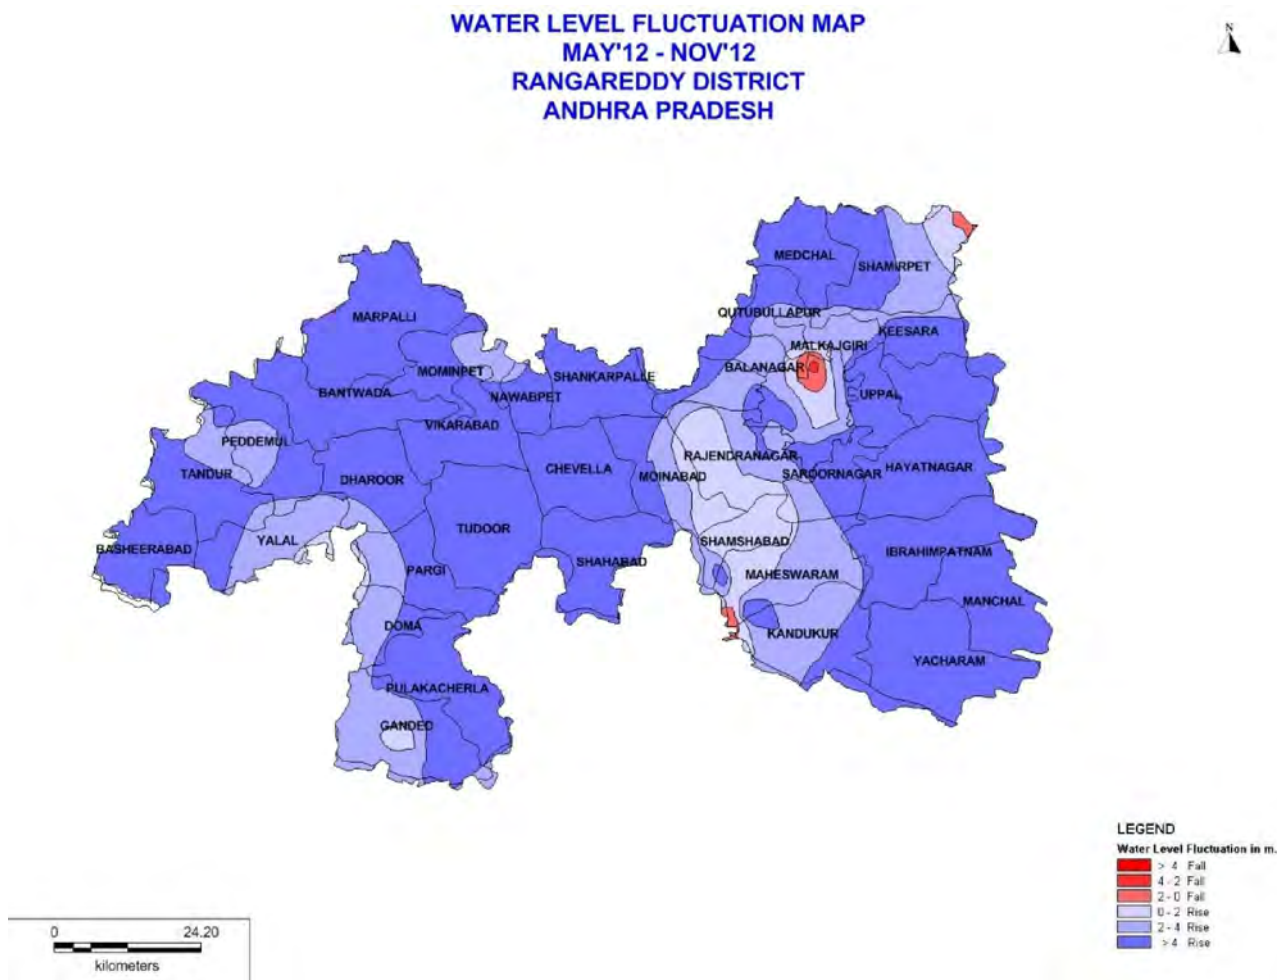 WATER LEVEL FLUCTUATION MAP
MAY'12 - NOV'12
RANGAREDDY DISTRICT
ANDHRA PRADESH
N
MEDCHAL
SHAMIRPET
MARPALLI
QUTUBULLAPUR
KEESARA
MALKAJGIRI
MOMINPET
SHANKARPALLE
BALANAGAR
BANTWADA
NAWABPET
UPPAL
VIKARABAD
PEDDEMUL
RAJENDRANAGAR
TANDUR
DHAROOR
CHEVELLA
MOINABAD
SAROORNAGAR
HAYATNAGAR
TUDOOR
YALAL
SHAMSHABAD
BASHEERABAD
IBRAHIMPATNAM
PARGI
SHAHABAD
MAHESWARAM
MANCHAL
DOMA
KANDUKUR
YACHARAM
PULAKACHERLA
GANDED
LEGEND
Water Level Fluctuation in m.
> 4 Fall
4 - 2 Fall
2 - 0 Fall
0 - 2 Rise
2 - 4 Rise
> 4 Rise
0 24.20
kilometers